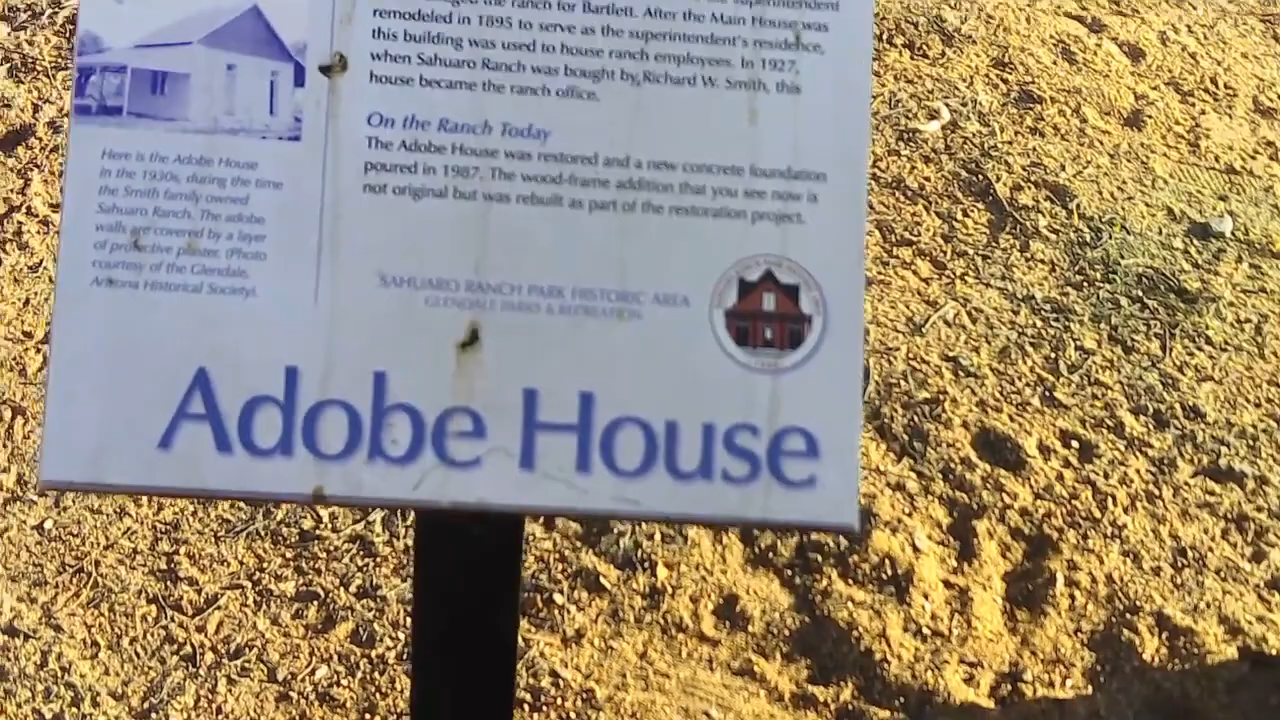 the ranch for Bartlett. After the Main House was
remodeled in 1895 to serve as the superintendent's residence,
this building was used to house ranch employees. In 1927,
when Sahuaro Ranch was bought by Richard W. Smith, this
house became the ranch office.
On the Ranch Today
The Adobe House was restored and a new concrete foundation
poured in 1987. The wood-frame addition that you see now is
not original but was rebuilt as part of the restoration project.
Here is the Adobe House
in the 1930s, during the time
the Smith family owned
Sahuaro Ranch. The adobe
walls are covered by a layer
of protective plaster. (Photo
courtesy of the Glendale,
Arizona Historical Society).
SAHUARO RANCH PARK HISTORIC AREA
GLENDALE PARKS & RECREATION
Adobe House